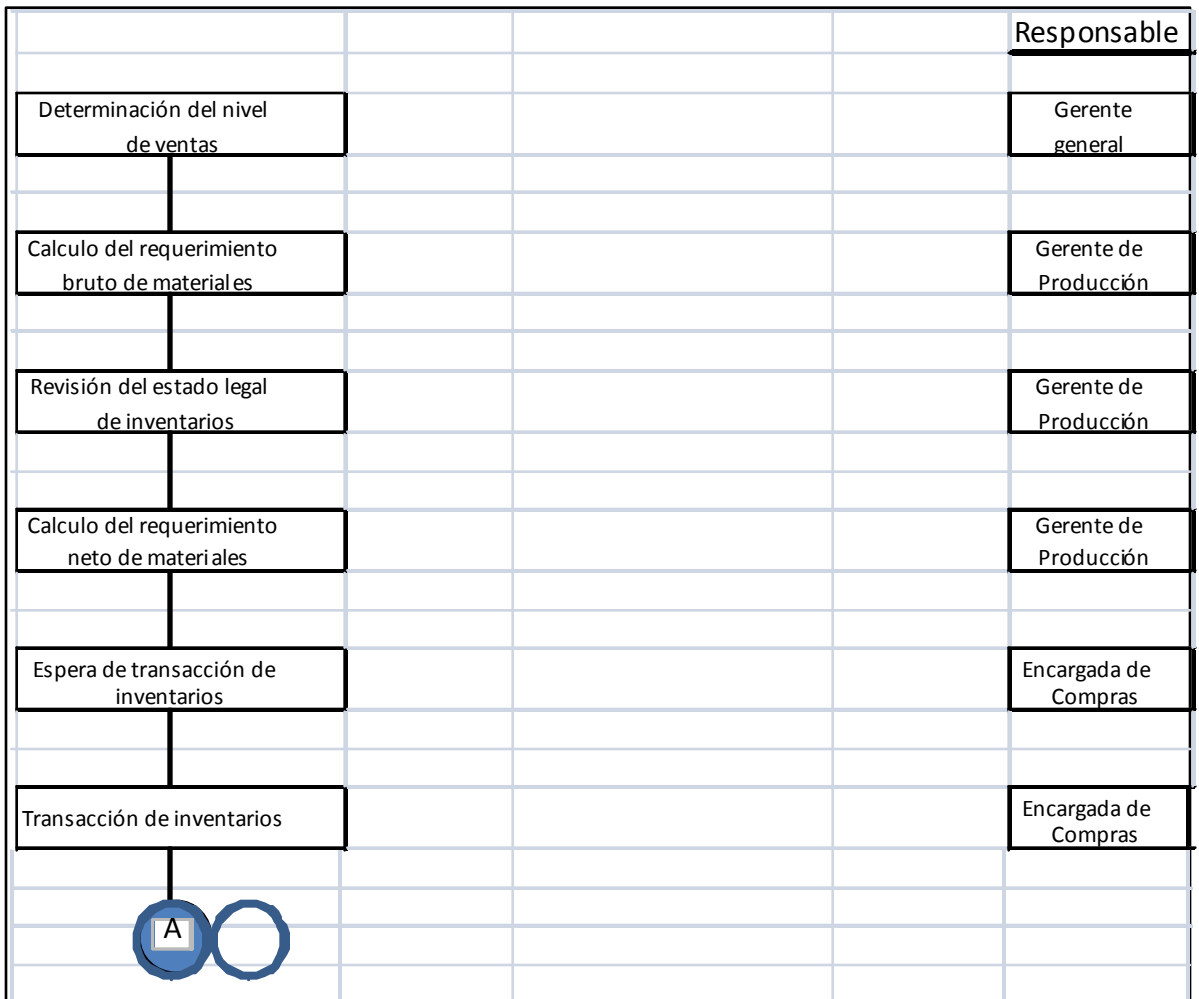 Responsable
Determinación del nivel
de ventas
Gerente
general
Calculo del requerimiento
bruto de materiales
Gerente de
Producción
Revisión del estado legal
de inventarios
Gerente de
Producción
Calculo del requerimiento
neto de materiales
Gerente de
Producción
Espera de transacción de
inventarios
Encargada de
Compras
Transacción de inventarios
Encargada de
Compras
A